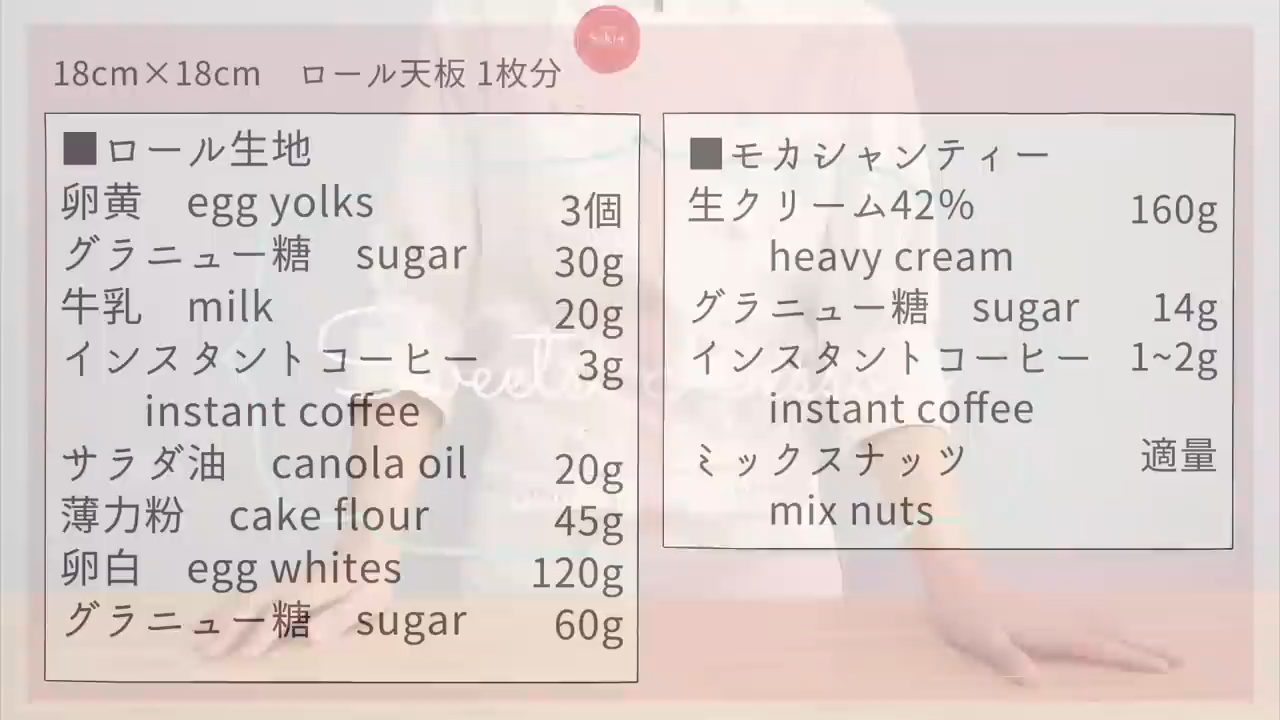 18cm×18cm ロール天板 1枚分
■ロール生地
卵黄 egg yolks 3個
グラニュー糖 sugar 30g
牛乳 milk 20g
インスタントコーヒー 3g
instant coffee
サラダ油 canola oil 20g
薄力粉 cake flour 45g
卵白 egg whites 120g
グラニュー糖 sugar 60g
■モカシャンティー
生クリーム42% 160g
heavy cream
グラニュー糖 sugar 14g
インスタントコーヒー 1~2g
instant coffee
ミックスナッツ 適量
mix nuts
Sweets